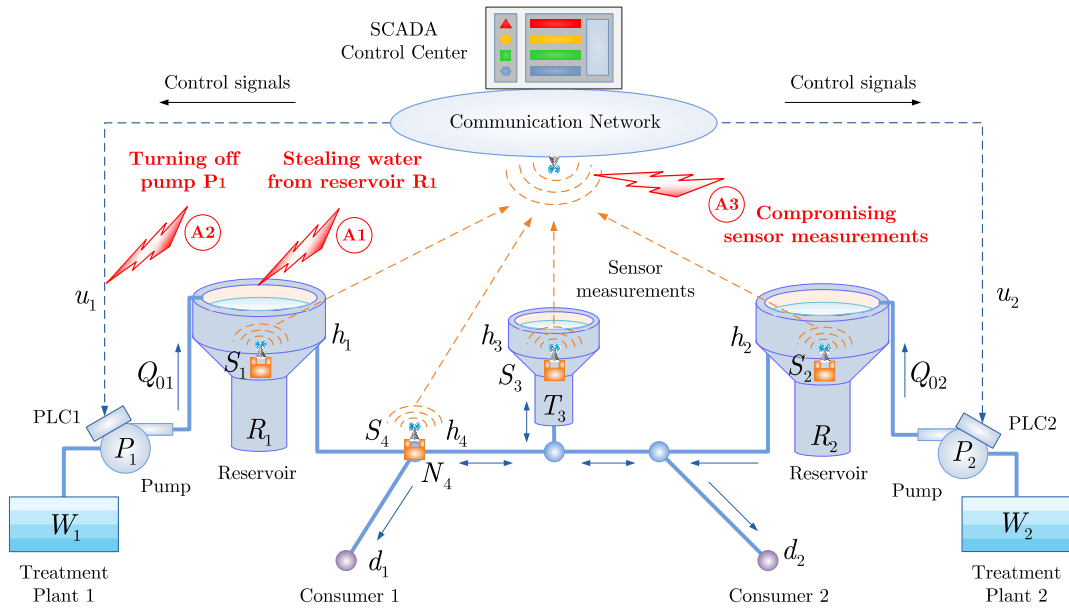 SCADA
Control Center
Control signals
Control signals
Communication Network
Turning off
pump P1
Stealing water
from reservoir R1
A2
A1
A3
Compromising
sensor measurements
Sensor
measurements
u1
u2
h1
h3
h2
S1
S3
S2
Q01
Q02
PLC1
PLC2
T3
S4
h4
R1
R2
P1
P2
Reservoir
Reservoir
N4
Pump
Pump
W1
W2
d1
d2
Treatment
Plant 1
Consumer 1
Consumer 2
Treatment
Plant 2